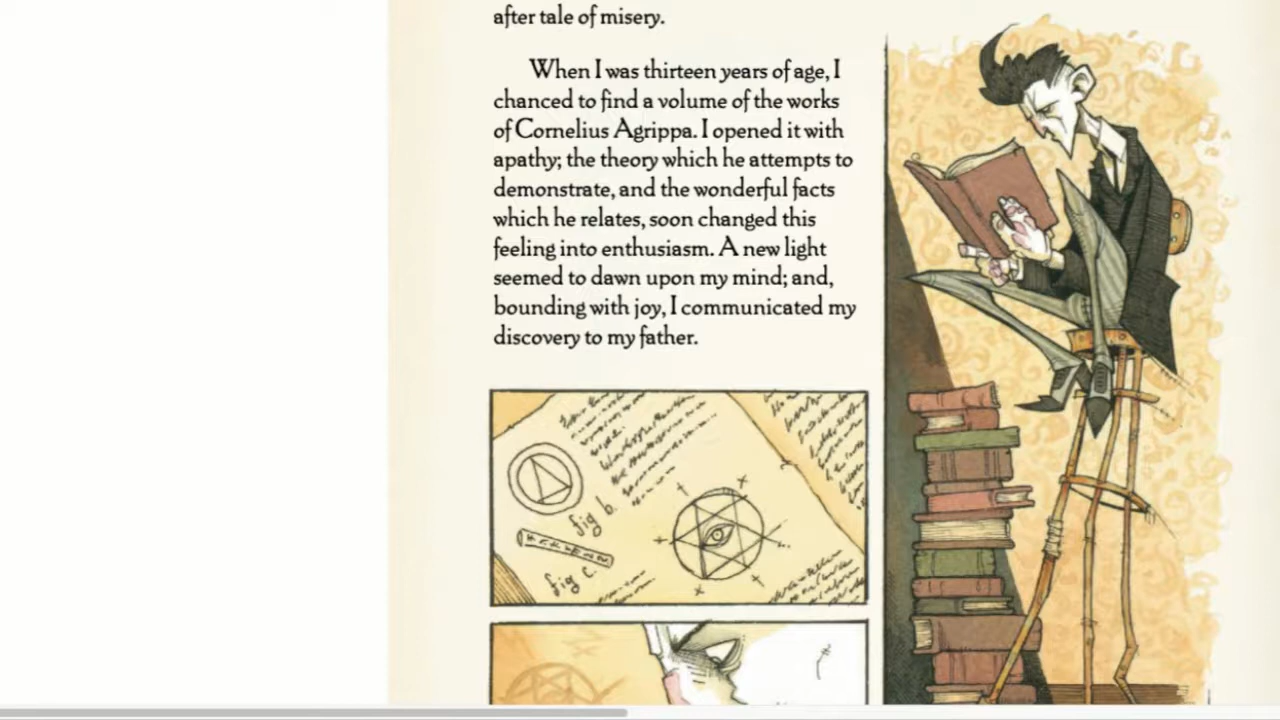 after tale of misery.
When I was thirteen years of age, I
chanced to find a volume of the works
of Cornelius Agrippa. I opened it with
apathy; the theory which he attempts to
demonstrate, and the wonderful facts
which he relates, soon changed this
feeling into enthusiasm. A new light
seemed to dawn upon my mind; and,
bounding with joy, I communicated my
discovery to my father.
fig b.
fig c.